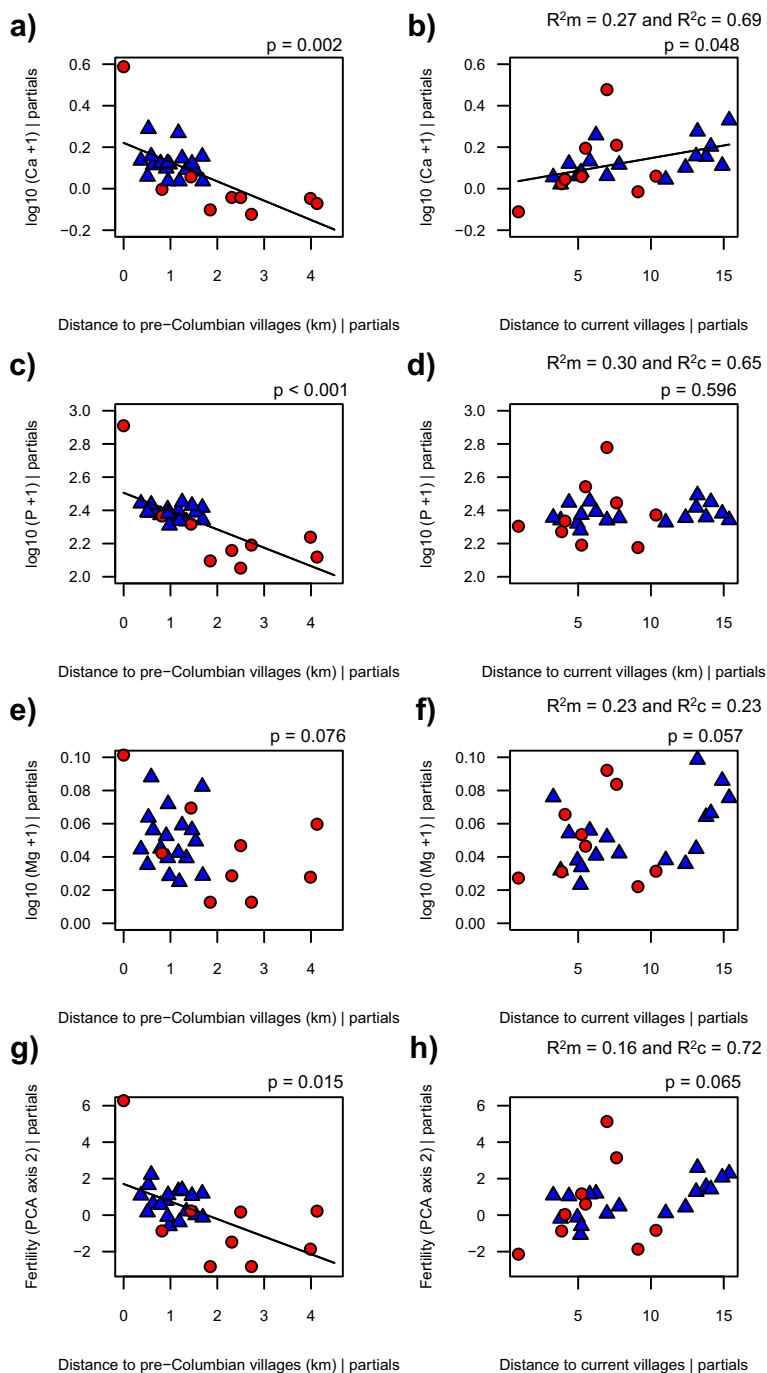 a)
p = 0.002
log10 (Ca +1) | partials
0.6
0.4
0.2
0.0
−0.2
0 1 2 3 4
Distance to pre−Columbian villages (km) | partials
b)
R²m = 0.27 and R²c = 0.69
p = 0.048
log10 (Ca +1) | partials
0.6
0.4
0.2
0.0
−0.2
5 10 15
Distance to current villages | partials
c)
p < 0.001
log10 (P +1) | partials
3.0
2.8
2.6
2.4
2.2
2.0
0 1 2 3 4
Distance to pre−Columbian villages (km) | partials
d)
R²m = 0.30 and R²c = 0.65
p = 0.596
log10 (P +1) | partials
3.0
2.8
2.6
2.4
2.2
2.0
5 10 15
Distance to current villages (km) | partials
e)
p = 0.076
log10 (Mg +1) | partials
0.10
0.08
0.06
0.04
0.02
0.00
0 1 2 3 4
Distance to pre−Columbian villages (km) | partials
f)
R²m = 0.23 and R²c = 0.23
p = 0.057
log10 (Mg +1) | partials
0.10
0.08
0.06
0.04
0.02
0.00
5 10 15
Distance to current villages | partials
g)
p = 0.015
Fertility (PCA axis 2) | partials
6
4
2
0
−2
0 1 2 3 4
Distance to pre−Columbian villages (km) | partials
h)
R²m = 0.16 and R²c = 0.72
p = 0.065
Fertility (PCA axis 2) | partials
6
4
2
0
−2
5 10 15
Distance to current villages | partials